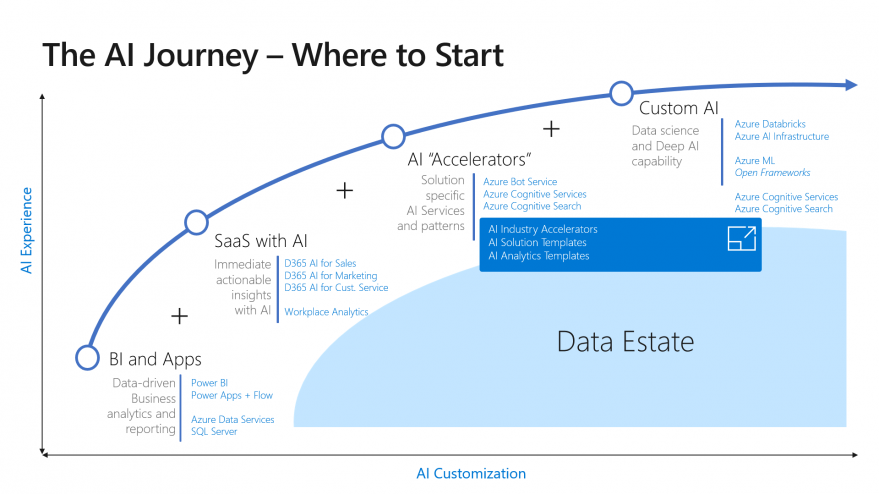 The AI Journey – Where to Start
AI Experience
Custom AI
Data science
and Deep AI
capability
Azure Databricks
Azure AI Infrastructure
Azure ML
Open Frameworks
Azure Cognitive Services
Azure Cognitive Search
+
AI “Accelerators”
Solution
specific
AI Services
and patterns
Azure Bot Service
Azure Cognitive Services
Azure Cognitive Search
AI Industry Accelerators
AI Solution Templates
AI Analytics Templates
+
SaaS with AI
Immediate
actionable
insights
with AI
D365 AI for Sales
D365 AI for Marketing
D365 AI for Cust. Service
Workplace Analytics
+
BI and Apps
Data-driven
Business
analytics and
reporting
Power BI
Power Apps + Flow
Azure Data Services
SQL Server
Data Estate
AI Customization